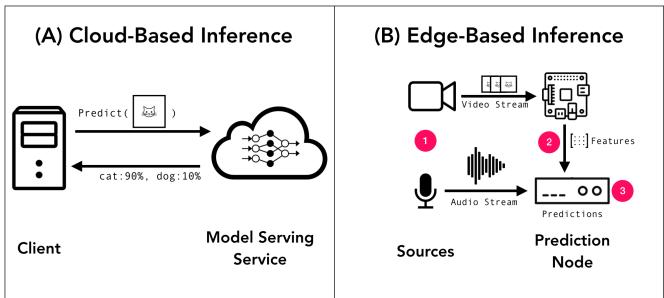 (A) Cloud-Based Inference
Predict( )
cat:90%, dog:10%
Client
Model Serving
Service
(B) Edge-Based Inference
Video Stream
1
2
[:::] Features
Audio Stream
3
Predictions
Sources
Prediction
Node